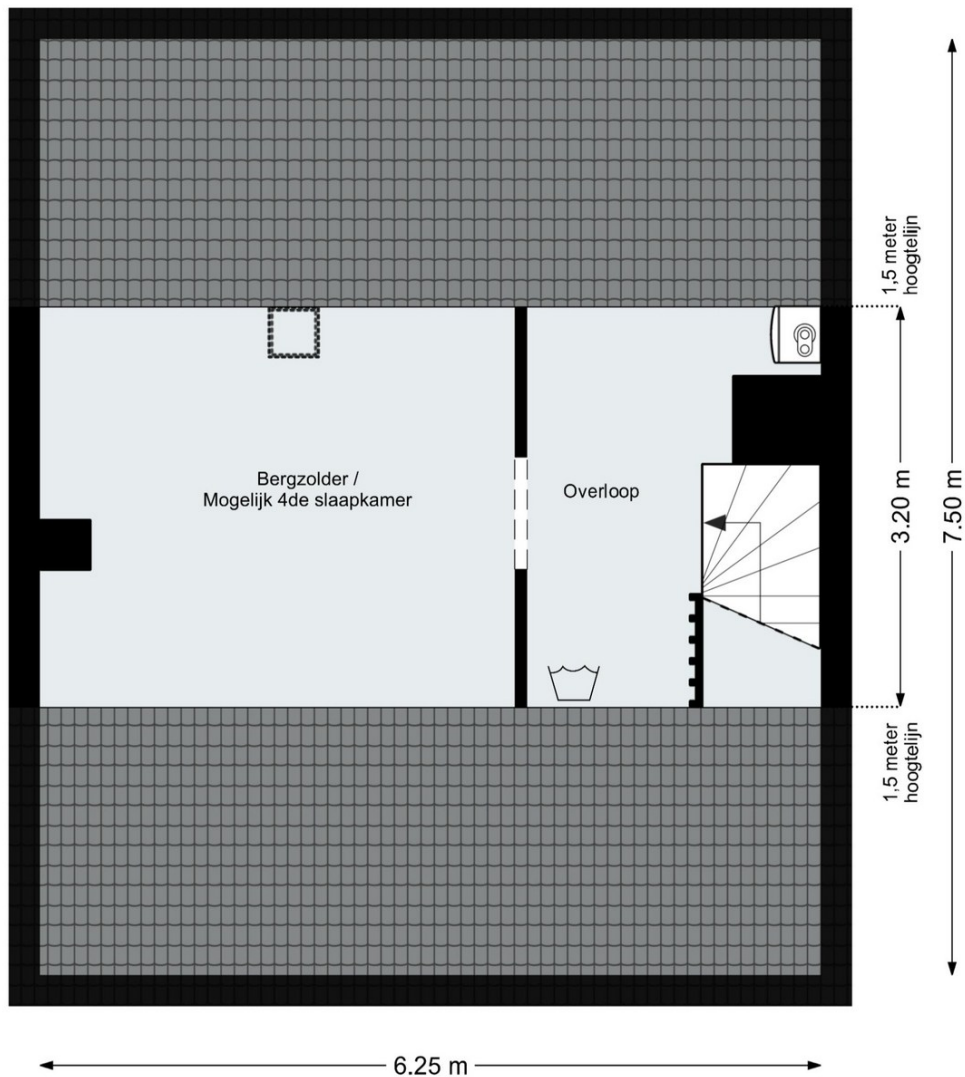 1,5 meter
hoogtelijn
Bergzolder /
Mogelijk 4de slaapkamer
Overloop
3.20 m
7.50 m
1,5 meter
hoogtelijn
6.25 m